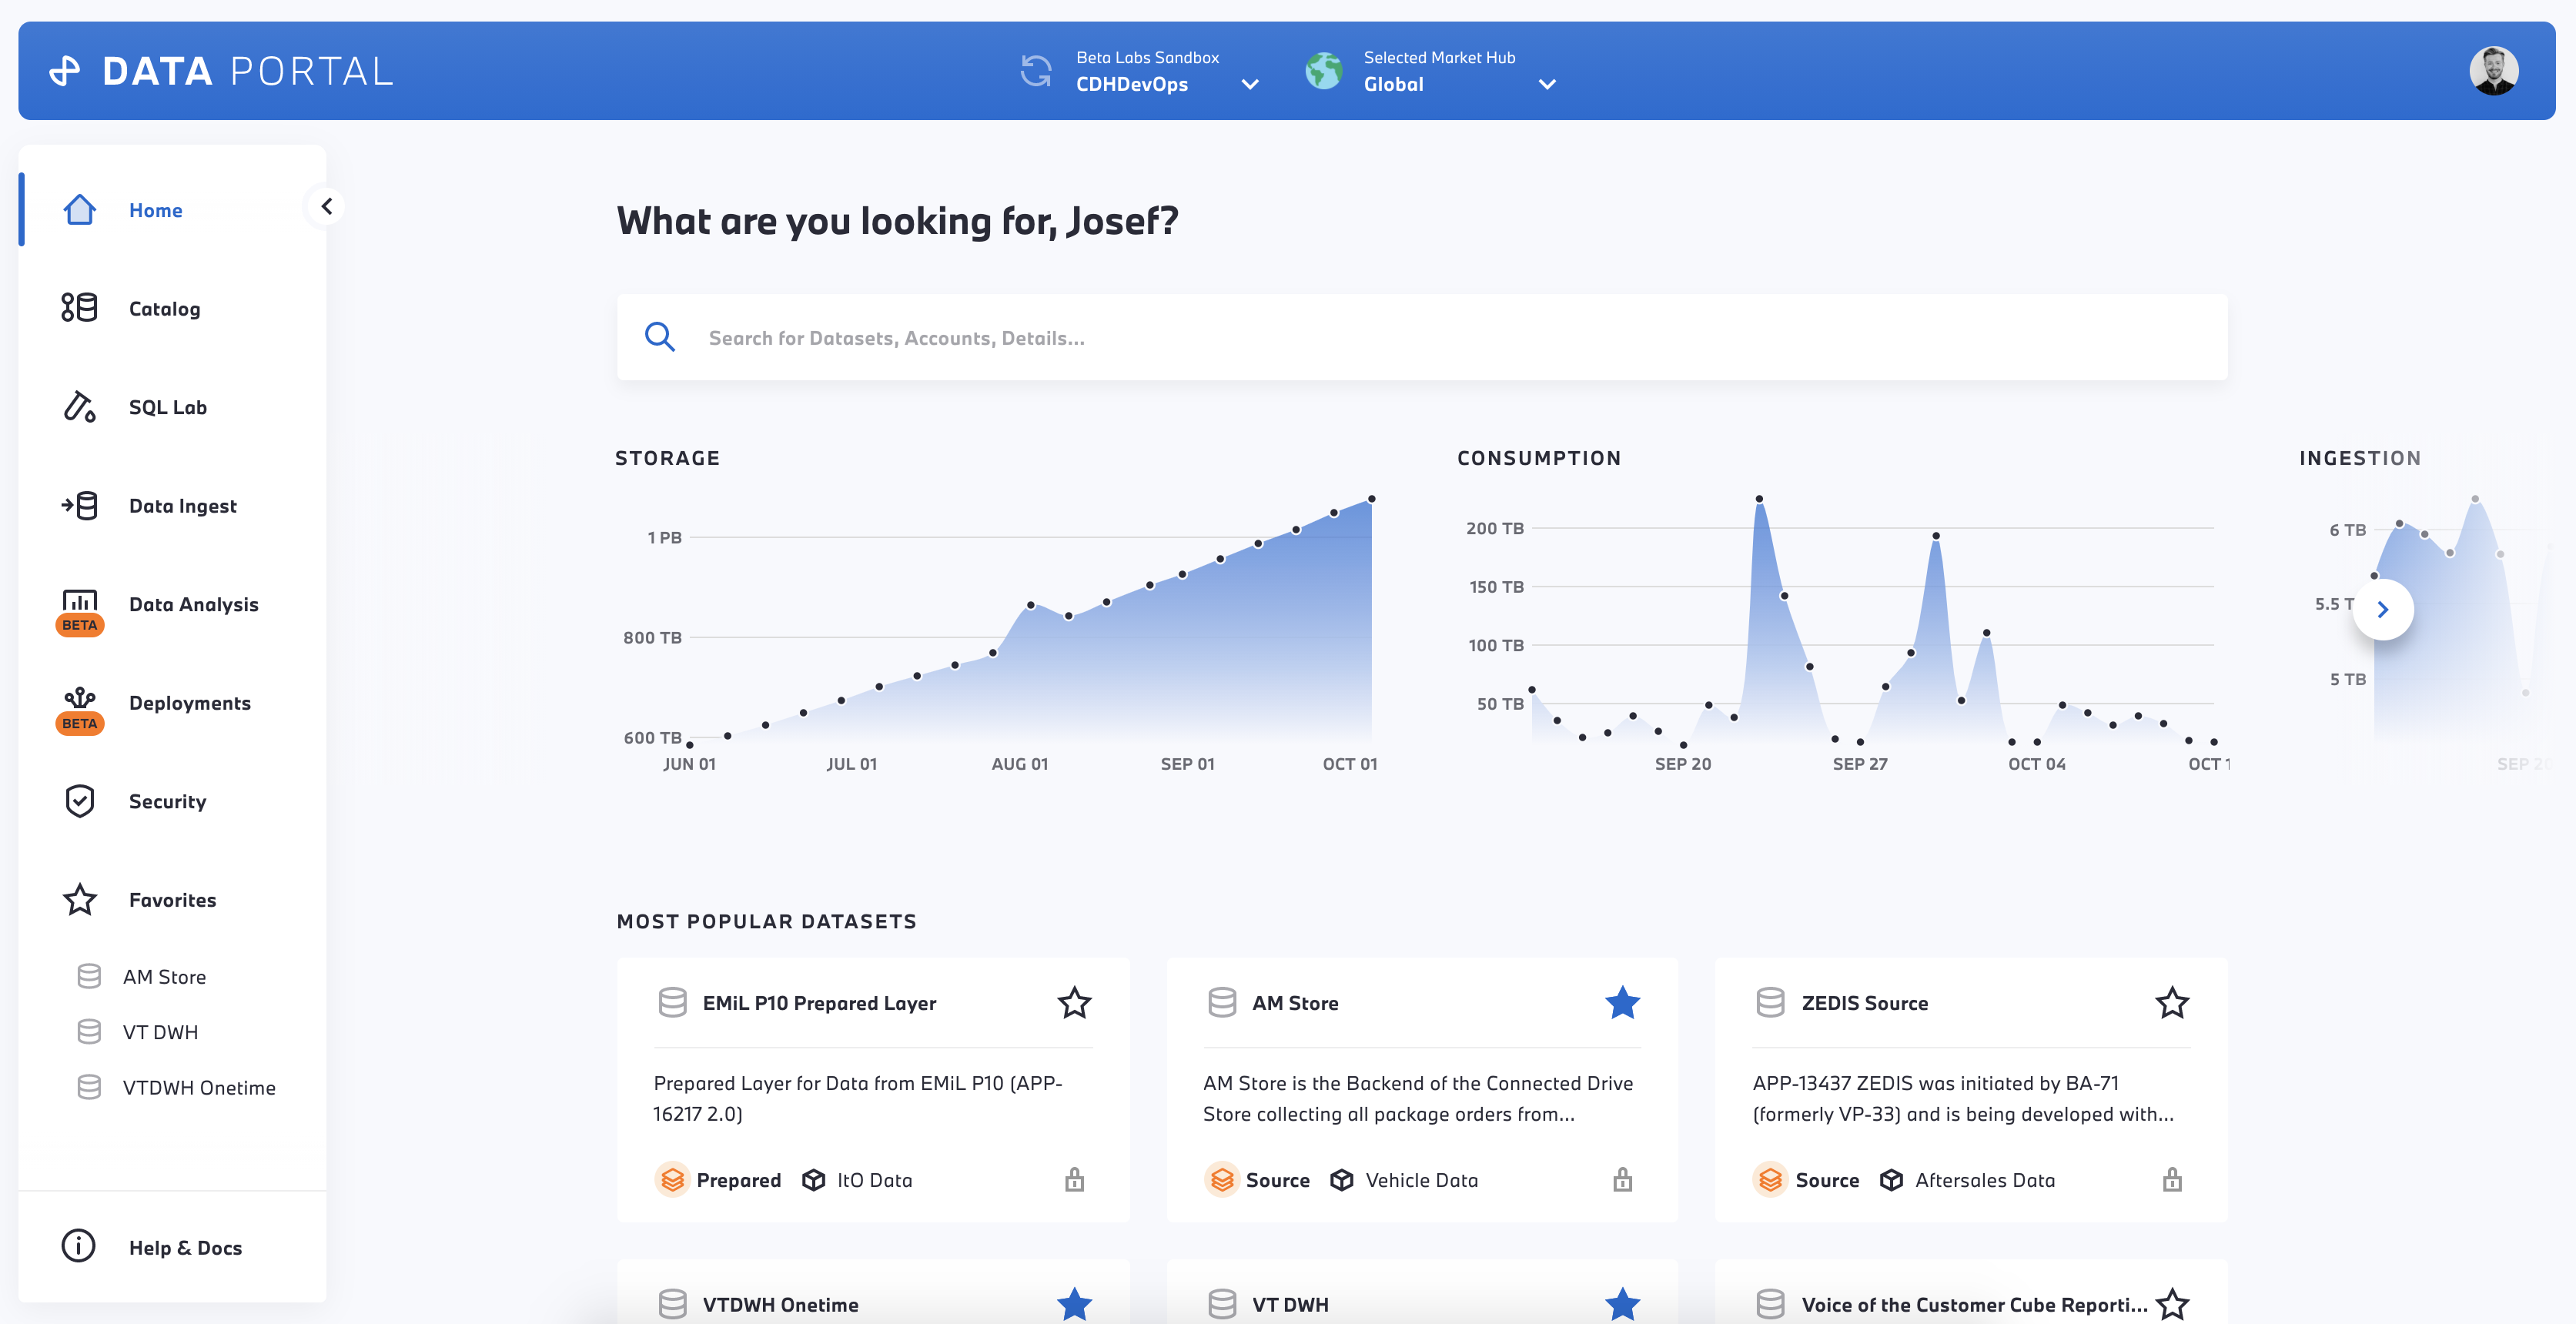 DATA PORTAL
Beta Labs Sandbox
CDHDevOps
Selected Market Hub
Global
Home
Catalog
SQL Lab
Data Ingest
Data Analysis
BETA
Deployments
BETA
Security
Favorites
AM Store
VT DWH
VTDWH Onetime
Help & Docs
What are you looking for, Josef?
Search for Datasets, Accounts, Details...
STORAGE
1 PB
800 TB
600 TB
JUN 01
JUL 01
AUG 01
SEP 01
OCT 01
CONSUMPTION
200 TB
150 TB
100 TB
50 TB
SEP 20
SEP 27
OCT 04
OCT 1
INGESTION
6 TB
5.5 T
5 TB
SEP 20
MOST POPULAR DATASETS
EMiL P10 Prepared Layer
Prepared Layer for Data from EMiL P10 (APP-
16217 2.0)
Prepared
ItO Data
AM Store
AM Store is the Backend of the Connected Drive
Store collecting all package orders from...
Source
Vehicle Data
ZEDIS Source
APP-13437 ZEDIS was initiated by BA-71
(formerly VP-33) and is being developed with...
Source
Aftersales Data
VTDWH Onetime
VT DWH
Voice of the Customer Cube Reporti...